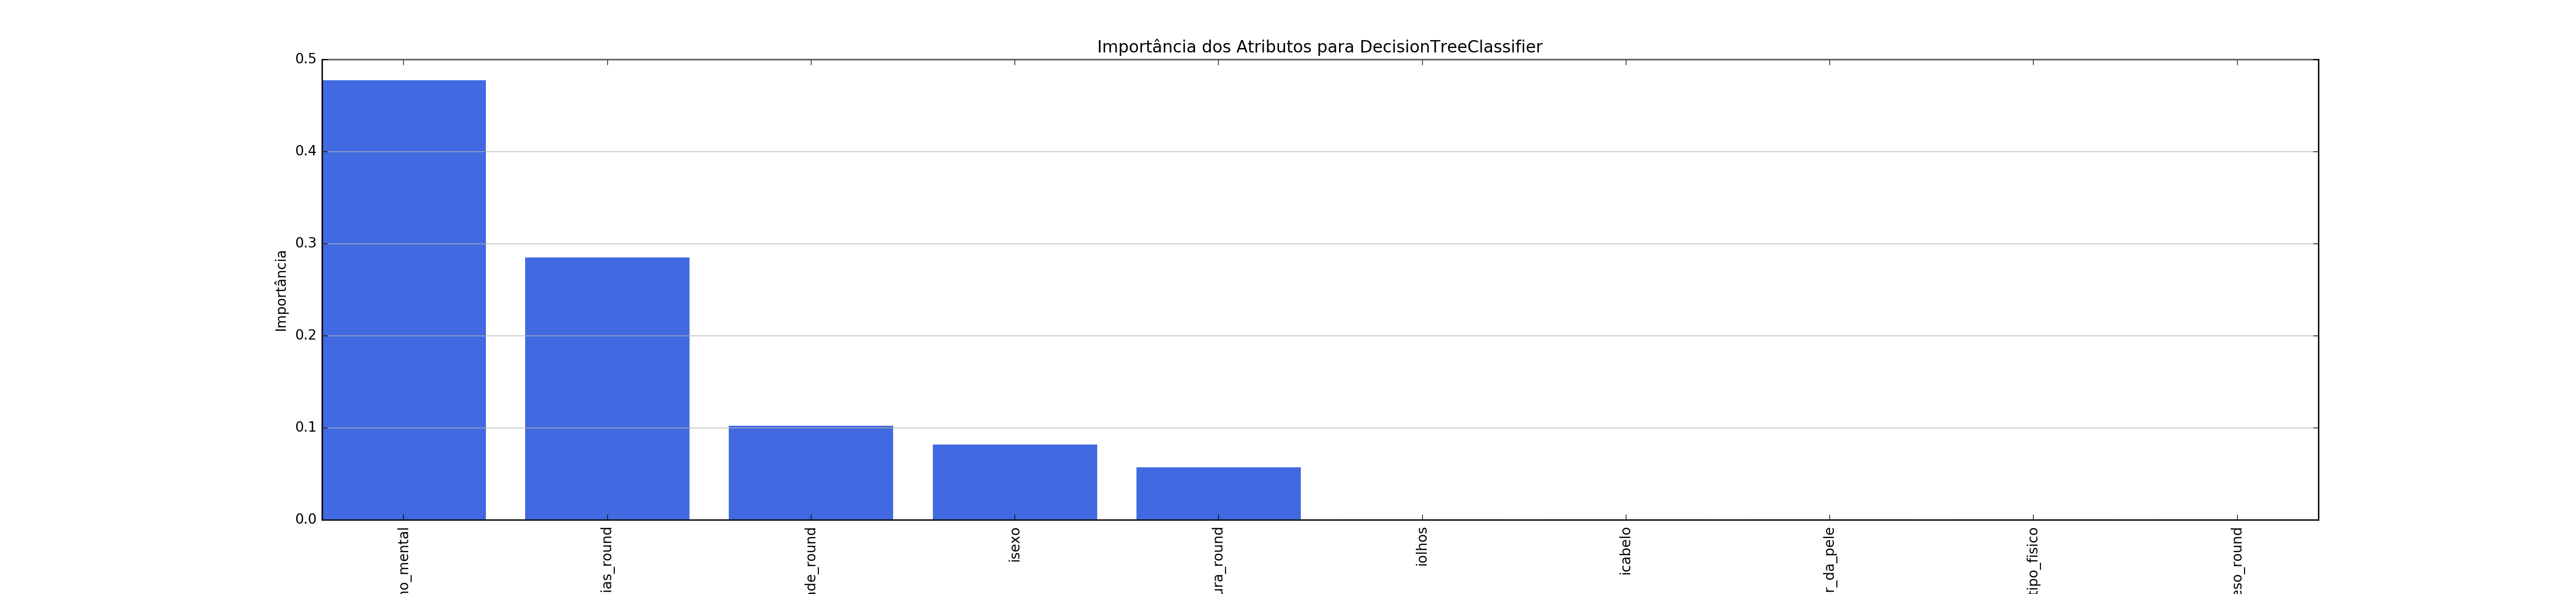 Importância dos Atributos para DecisionTreeClassifier
0.5
0.4
0.3
0.2
0.1
0.0
Importância
no_mental
ias_round
de_round
isexo
ura_round
iolhos
icabelo
r_da_pele
tipo_fisico
eso_round